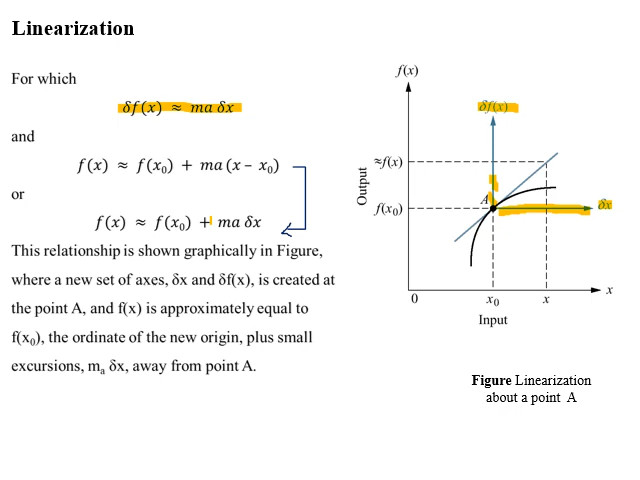 Linearization
For which
δf(x) ≈ ma δx
and
f(x) ≈ f(x₀) + ma (x − x₀)
or
f(x) ≈ f(x₀) + ma δx
This relationship is shown graphically in Figure,
where a new set of axes, δx and δf(x), is created at
the point A, and f(x) is approximately equal to
f(x₀), the ordinate of the new origin, plus small
excursions, mₐ δx, away from point A.
f(x)
δf(x)
≈f(x)
Output
A
f(x₀)
δx
0
x₀
x
x
Input
Figure Linearization
about a point A